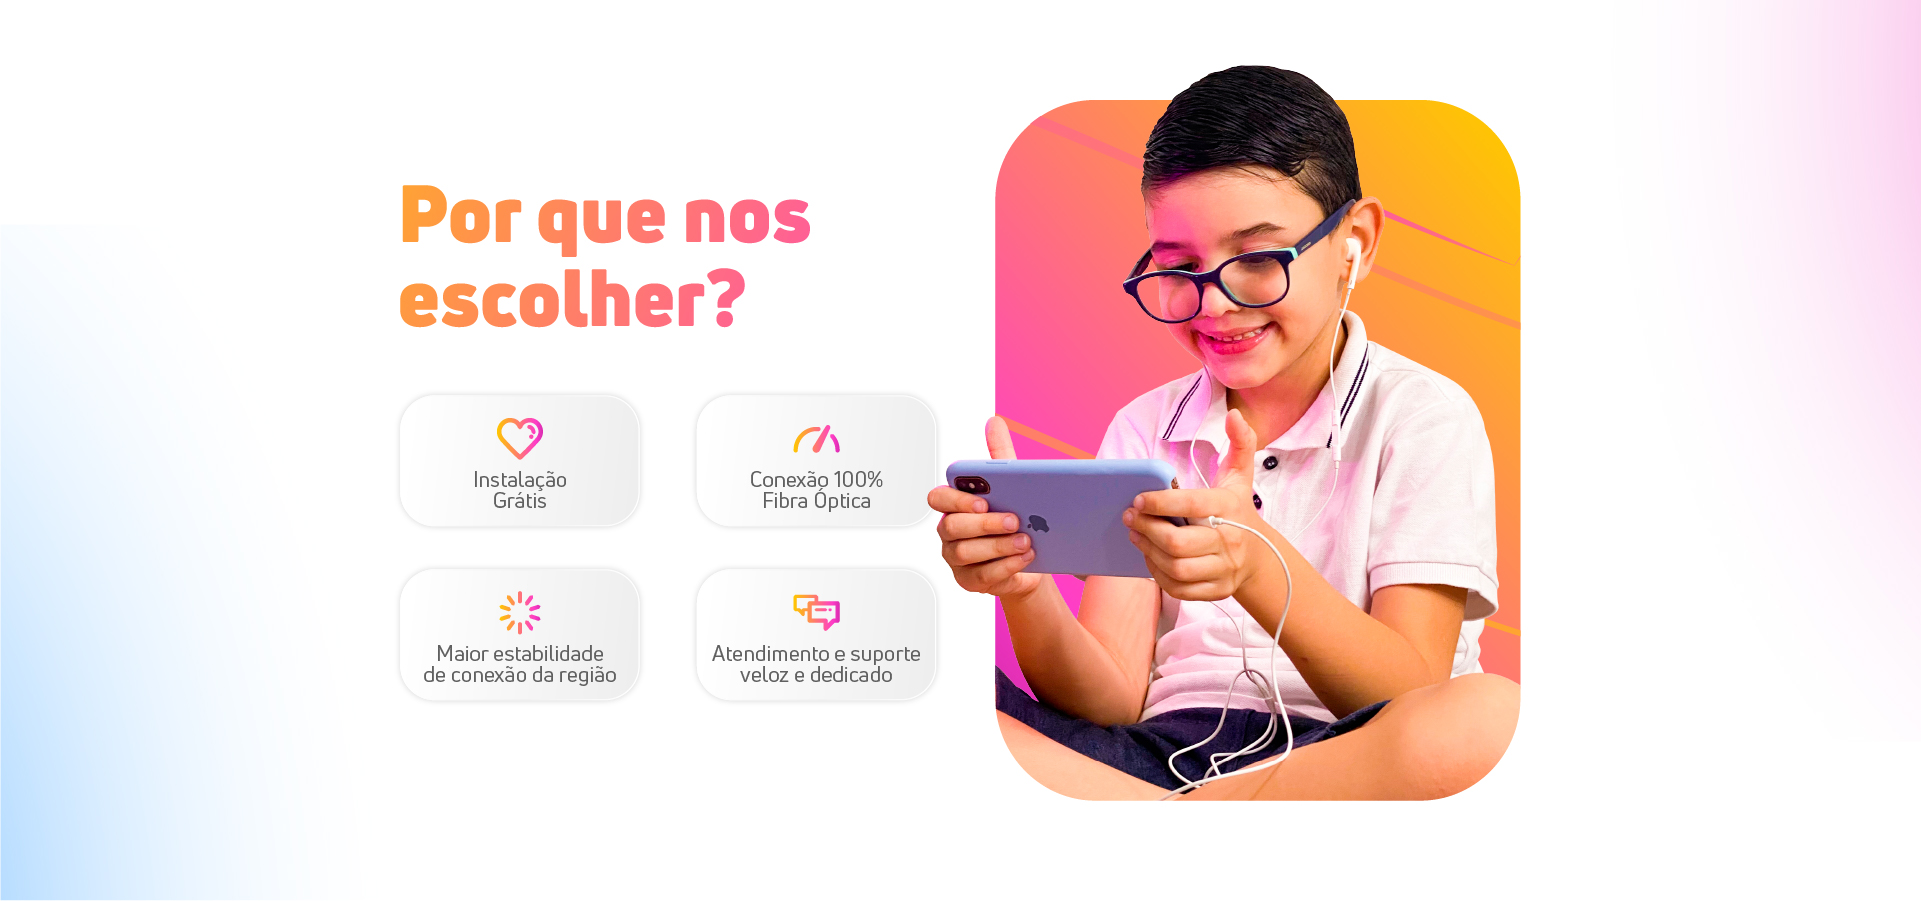 Por que nos
escolher?
Instalação
Grátis
Conexão 100%
Fibra Óptica
Maior estabilidade
de conexão da região
Atendimento e suporte
veloz e dedicado